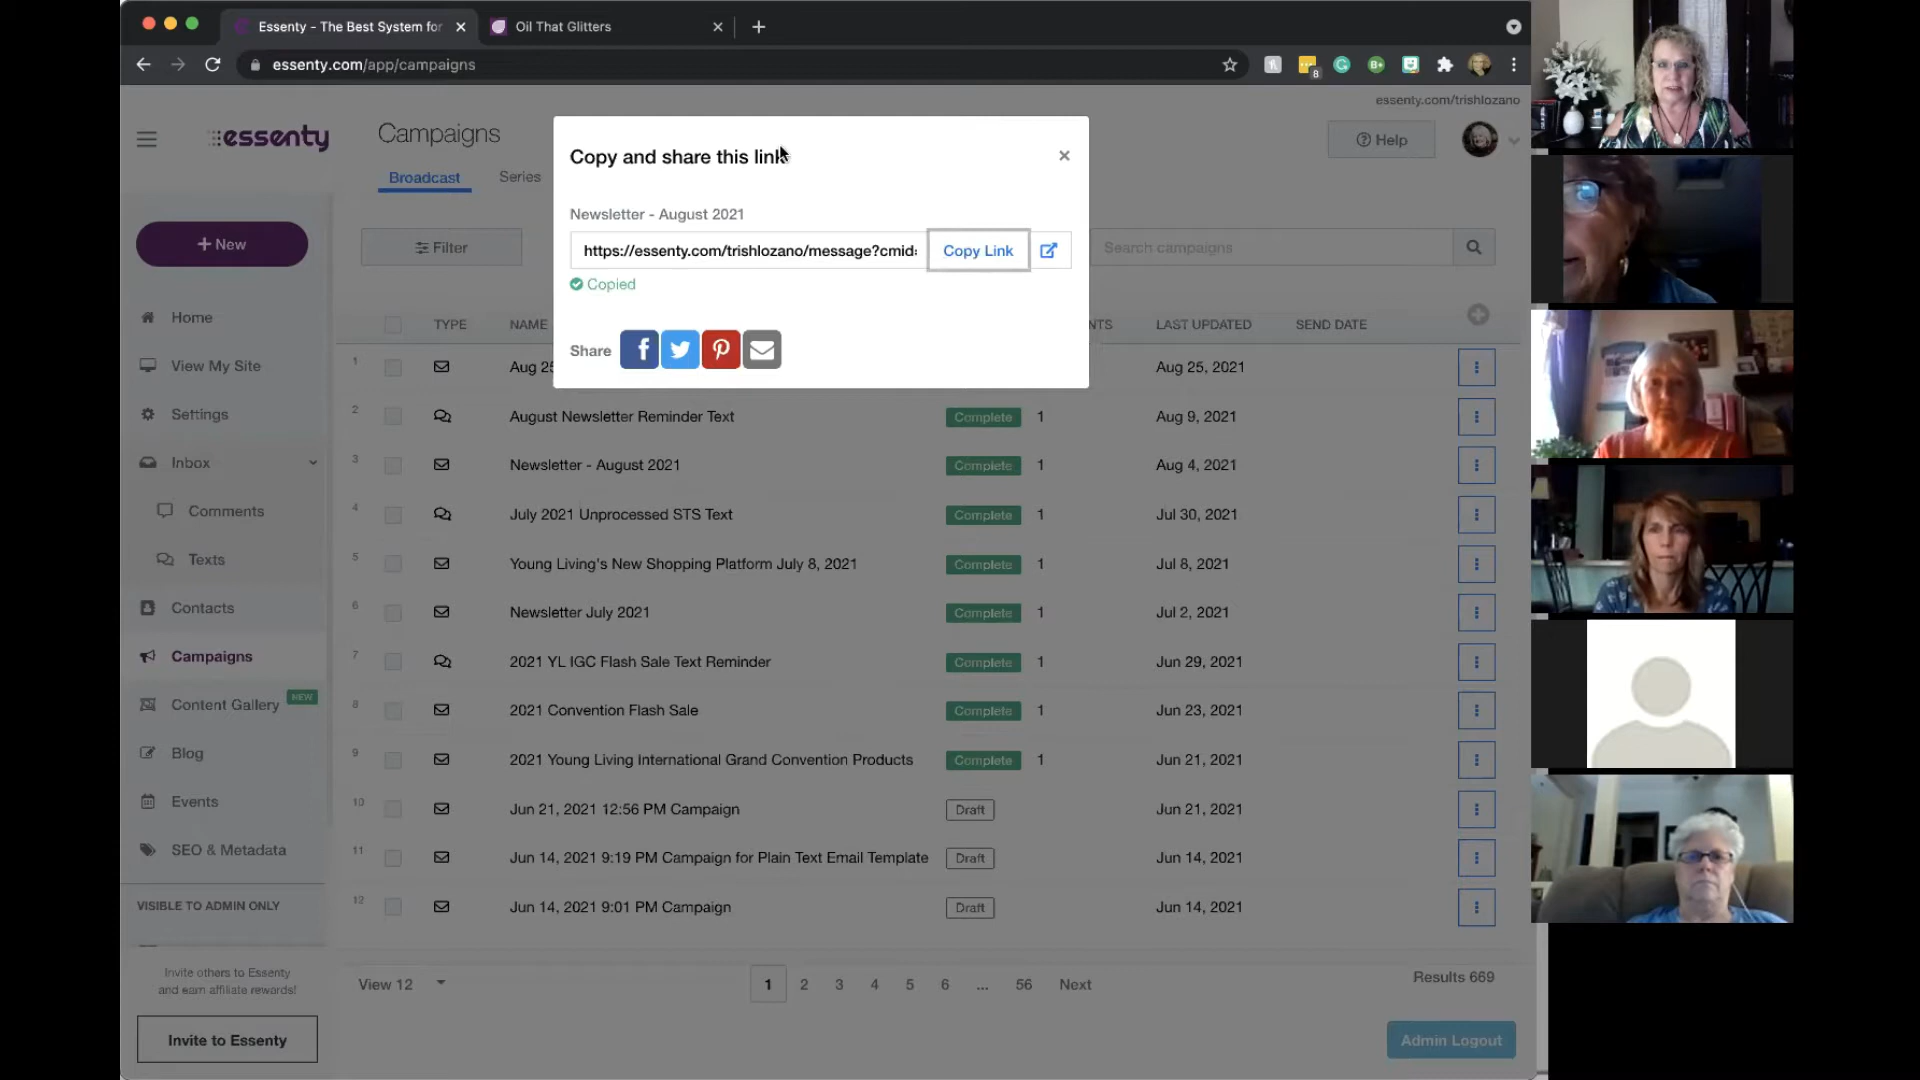 Essenty - The Best System for
Oil That Glitters
essenty.com/app/campaigns
8
essenty.com/trishlozano
essenty
Campaigns
Help
Broadcast
Series
Copy and share this link
Newsletter - August 2021
https://essenty.com/trishlozano/message?cmid=
Copy Link
Copied
Share
+ New
Filter
Search campaigns
TYPE
NAME
NTS
LAST UPDATED
SEND DATE
1
Aug 25
Aug 25, 2021
2
August Newsletter Reminder Text
Complete
1
Aug 9, 2021
3
Newsletter - August 2021
Complete
1
Aug 4, 2021
4
July 2021 Unprocessed STS Text
Complete
1
Jul 30, 2021
5
Young Living's New Shopping Platform July 8, 2021
Complete
1
Jul 8, 2021
6
Newsletter July 2021
Complete
1
Jul 2, 2021
7
2021 YL IGC Flash Sale Text Reminder
Complete
1
Jun 29, 2021
8
2021 Convention Flash Sale
Complete
1
Jun 23, 2021
9
2021 Young Living International Grand Convention Products
Complete
1
Jun 21, 2021
10
Jun 21, 2021 12:56 PM Campaign
Draft
Jun 21, 2021
11
Jun 14, 2021 9:19 PM Campaign for Plain Text Email Template
Draft
Jun 14, 2021
12
Jun 14, 2021 9:01 PM Campaign
Draft
Jun 14, 2021
Home
View My Site
Settings
Inbox
Comments
Texts
Contacts
Campaigns
Content Gallery
NEW
Blog
Events
SEO & Metadata
VISIBLE TO ADMIN ONLY
Invite others to Essenty
and earn affiliate rewards!
Invite to Essenty
View 12
1 2 3 4 5 6 ... 56 Next
Results 669
Admin Logout